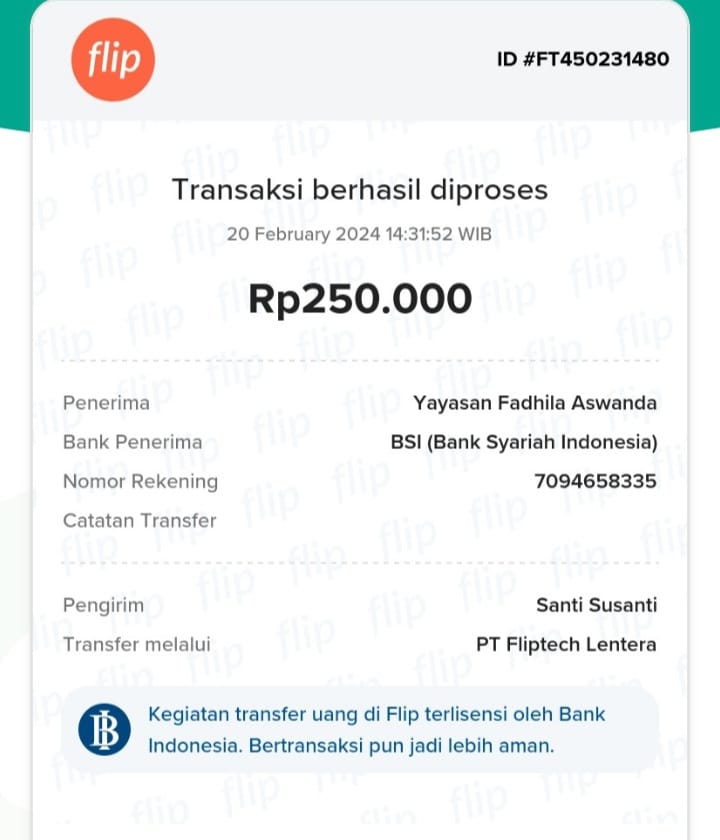 flip
ID #FT450231480
Transaksi berhasil diproses
20 February 2024 14:31:52 WIB
Rp250.000
Penerima Yayasan Fadhila Aswanda
Bank Penerima BSI (Bank Syariah Indonesia)
Nomor Rekening 7094658335
Catatan Transfer
Pengirim Santi Susanti
Transfer melalui PT Fliptech Lentera
Kegiatan transfer uang di Flip terlisensi oleh Bank
Indonesia. Bertransaksi pun jadi lebih aman.